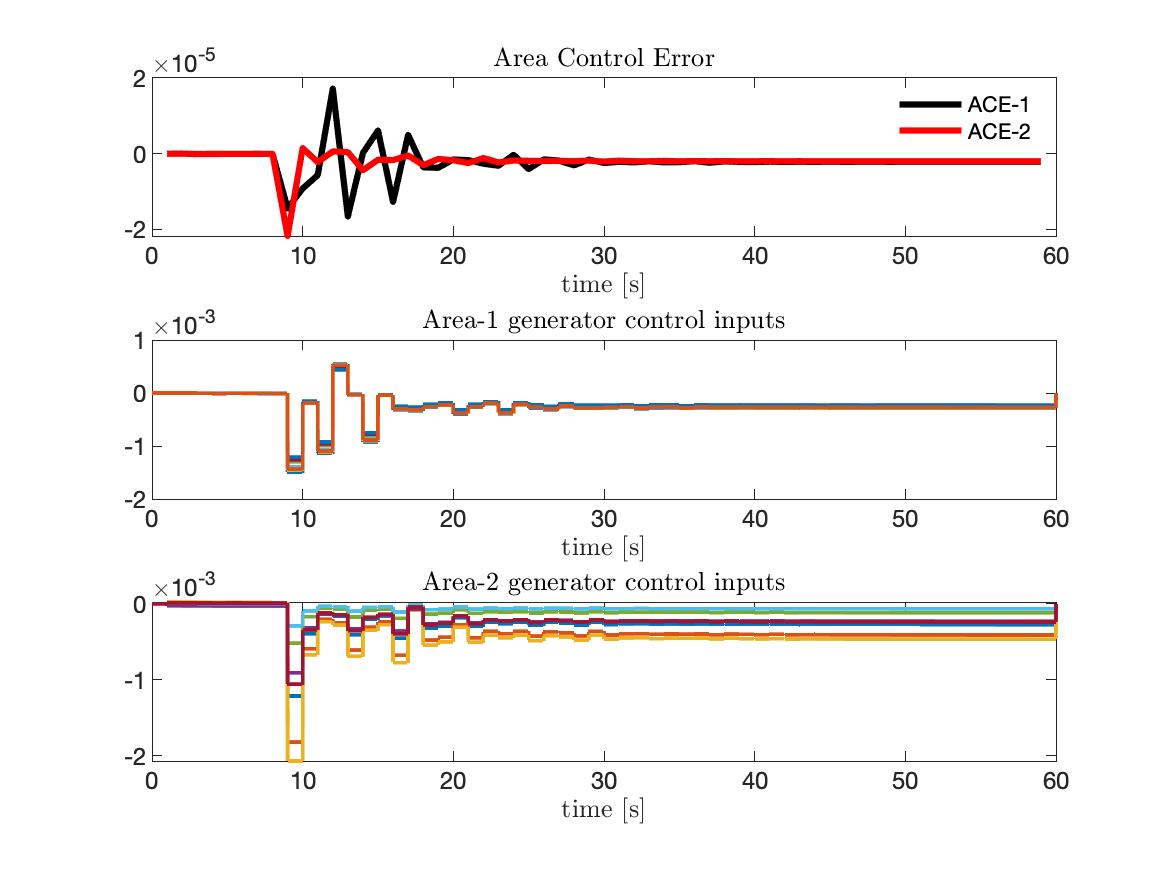 Area Control Error
×10⁻⁵
2
0
-2
ACE-1
ACE-2
0 10 20 30 40 50 60
time [s]
Area-1 generator control inputs
×10⁻³
1
0
-1
-2
0 10 20 30 40 50 60
time [s]
Area-2 generator control inputs
×10⁻³
0
-1
-2
0 10 20 30 40 50 60
time [s]